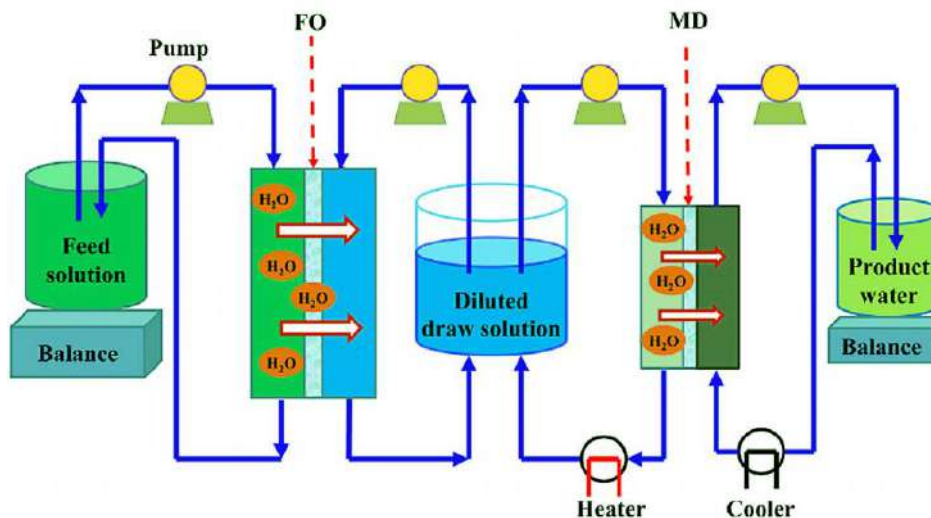 FO
MD
Pump
H₂O
H₂O
H₂O
H₂O
H₂O
H₂O
H₂O
Feed
solution
Diluted
draw solution
Product
water
Balance
Balance
Heater
Cooler